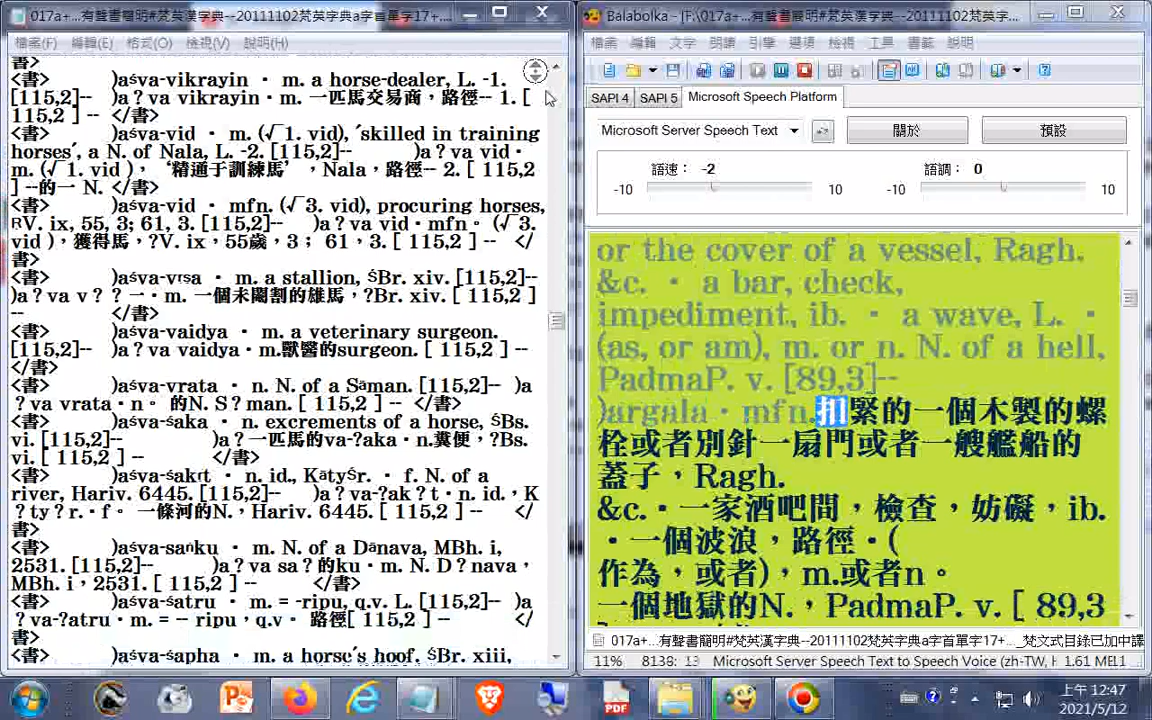 017a+...有聲書簡明#梵英漢字典--20111102梵英字典a字首單字17+...
檔案(F) 編輯(E) 格式(O) 檢視(V) 說明(H)
書>
<書> )aśva-vikrayin · m. a horse-dealer, L. -1.
[115,2]-- )a？va vikrayin · m. 一匹馬交易商，路徑-- 1. [
115,2 ] </書>
<書> )aśva-vid · m. (√1. vid), 'skilled in training
horses', a N. of Nala, L. -2. [115,2]-- )a？va vid ·
m. (√ 1. vid )，‘精通于訓練馬’，Nala，路徑-- 2. [ 115,2
] --的一 N. </書>
<書> )aśva-vid · mfn. (√3. vid), procuring horses,
RV. ix, 55, 3; 61, 3. [115,2]-- )a？va vid · mfn。 (√3.
vid )，獲得馬，?V. ix，55歲，3； 61，3. [ 115,2 ] -- </
書>
<書> )aśva-vṛṣa · m. a stallion, ŚBr. xiv. [115,2]--
)a？va v？？ 一 · m. 一個未閹割的雄馬，?Br. xiv. [ 115,2 ]
-- </書>
<書> )aśva-vaidya · m. a veterinary surgeon.
[115,2]-- )a？va vaidya · m.獸醫的surgeon. [ 115,2 ] --
</書>
<書> )aśva-vrata · n. N. of a Sāman. [115,2]-- )a
？va vrata · n。 的N. S？man. [ 115,2 ] -- </書>
<書> )aśva-śaka · n. excrements of a horse, ŚBs.
vi. [115,2]-- )a？一匹馬的va-?aka · n.糞便，?Bs.
vi. [ 115,2 ] -- </書>
<書> )aśva-śakṛt · n. id., KātyŚr. · f. N. of a
river, Hariv. 6445. [115,2]-- )a？va-?ak？t · n. id.，K
？ty？r. · f。 一條河的N.，Hariv. 6445. [ 115,2 ] -- </
書>
<書> )aśva-śaṅku · m. N. of a Dānava, MBh. i,
2531. [115,2]-- )a？va sa？的ku · m. N. D？nava，
MBh. i，2531. [ 115,2 ] -- </書>
<書> )aśva-śatru · m. = -ripu, q.v. L. [115,2]-- )a
？va-?atru · m. = -- ripu，q.v。 路徑[ 115,2 ] -- </
書>
<書> )aśva-śapha · m. a horse's hoof, ŚBr. xiii,
Balabolka - [F:\017a+...有聲書簡明#梵英漢字典--20111102梵英字...
檔案 編輯 文字 朗讀 引擎 選項 檢視 工具 書籤 說明
SAPI 4 SAPI 5 Microsoft Speech Platform
Microsoft Server Speech Text 關於 預設
語速： -2 語調： 0
-10 10 -10 10
or the cover of a vessel, Ragh.
&c. · a bar, check,
impediment, ib. · a wave, L. ·
(as, or am), m. or n. N. of a hell,
PadmaP. v. [89,3]--
)argala · mfn.扣緊的一個木製的螺
栓或者別針一扇門或者一艘艦船的
蓋子，Ragh.
&c. · 一家酒吧間，檢查，妨礙，ib.
· 一個波浪，路徑 · (
作為，或者)，m.或者n。
一個地獄的N.，PadmaP. v. [ 89,3
017a+...有聲書簡明#梵英漢字典--20111102梵英字典a字首單字17+..._梵文式目錄已加中譯
11% 8138: 13 Microsoft Server Speech Text to Speech Voice (zh-TW, H 1.61 ME
PDF
上午 12:47
2021/5/12